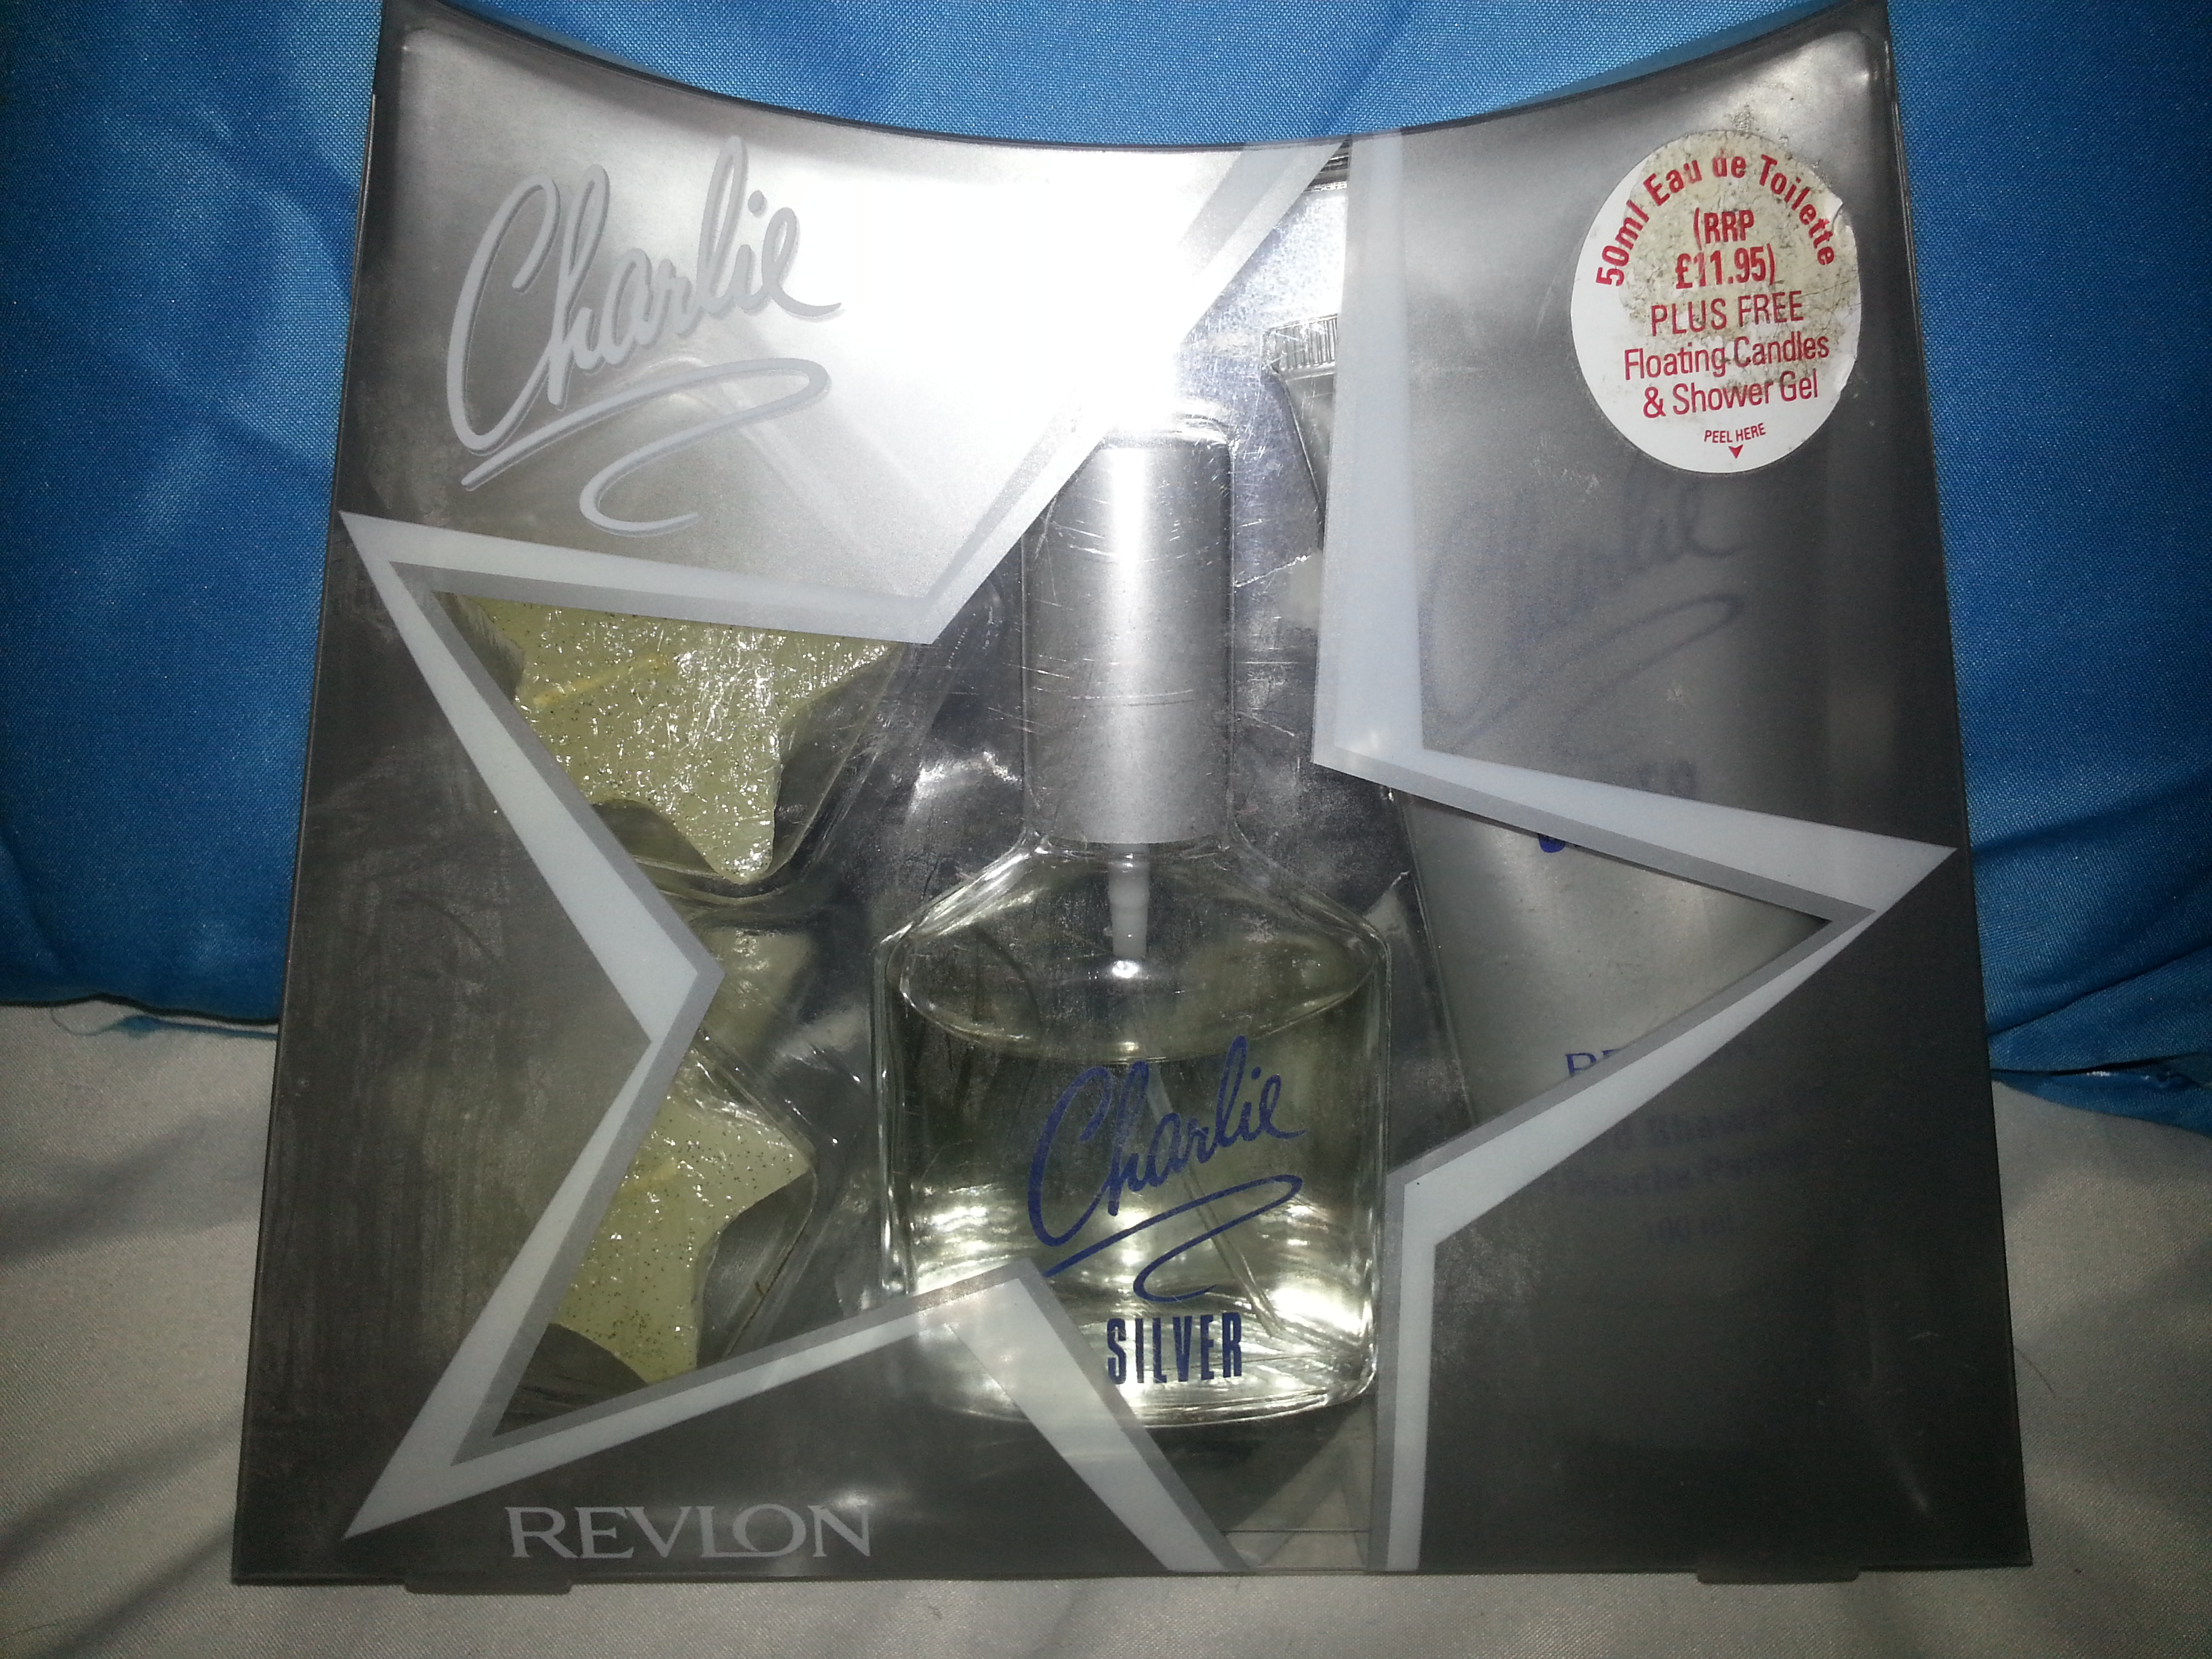 Charlie
50ml Eau de Toilette
(RRP
£11.95)
PLUS FREE
Floating Candles
& Shower Gel
PEEL HERE
Charlie
Charlie
SILVER
REVLON